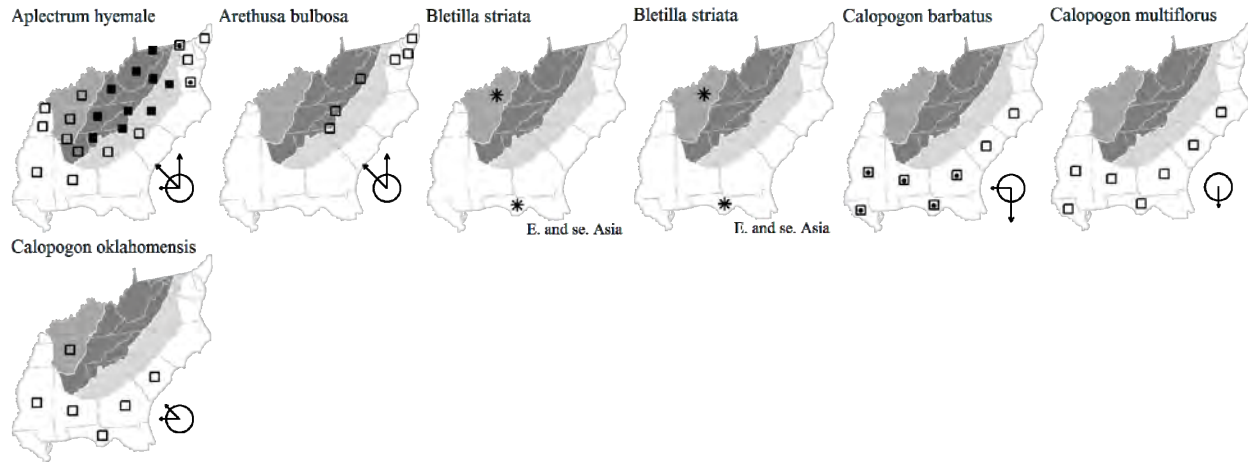 Aplectrum hyemale
Arethusa bulbosa
Bletilla striata
Bletilla striata
Calopogon barbatus
Calopogon multiflorus
E. and se. Asia
E. and se. Asia
Calopogon oklahomensis